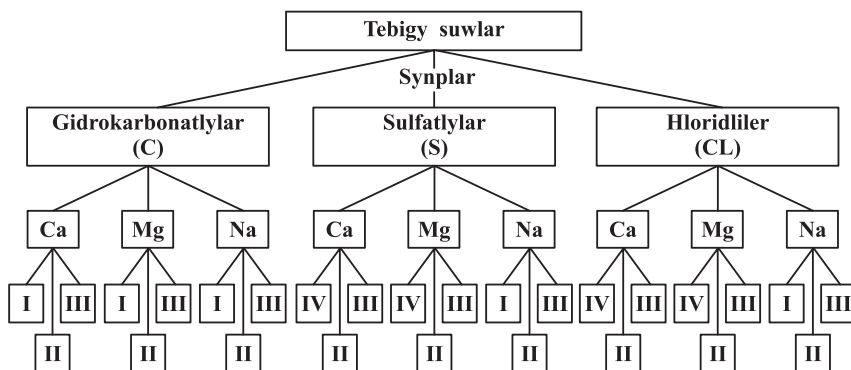 Tebigy suwlar
Synplar
Gidrokarbonatlylar
(C)
Sulfatlylar
(S)
Hloridliler
(CL)
Ca Mg Na Ca Mg Na Ca Mg Na
I III I III I III IV III IV III I III IV III IV III I III
II II II II II II II II II